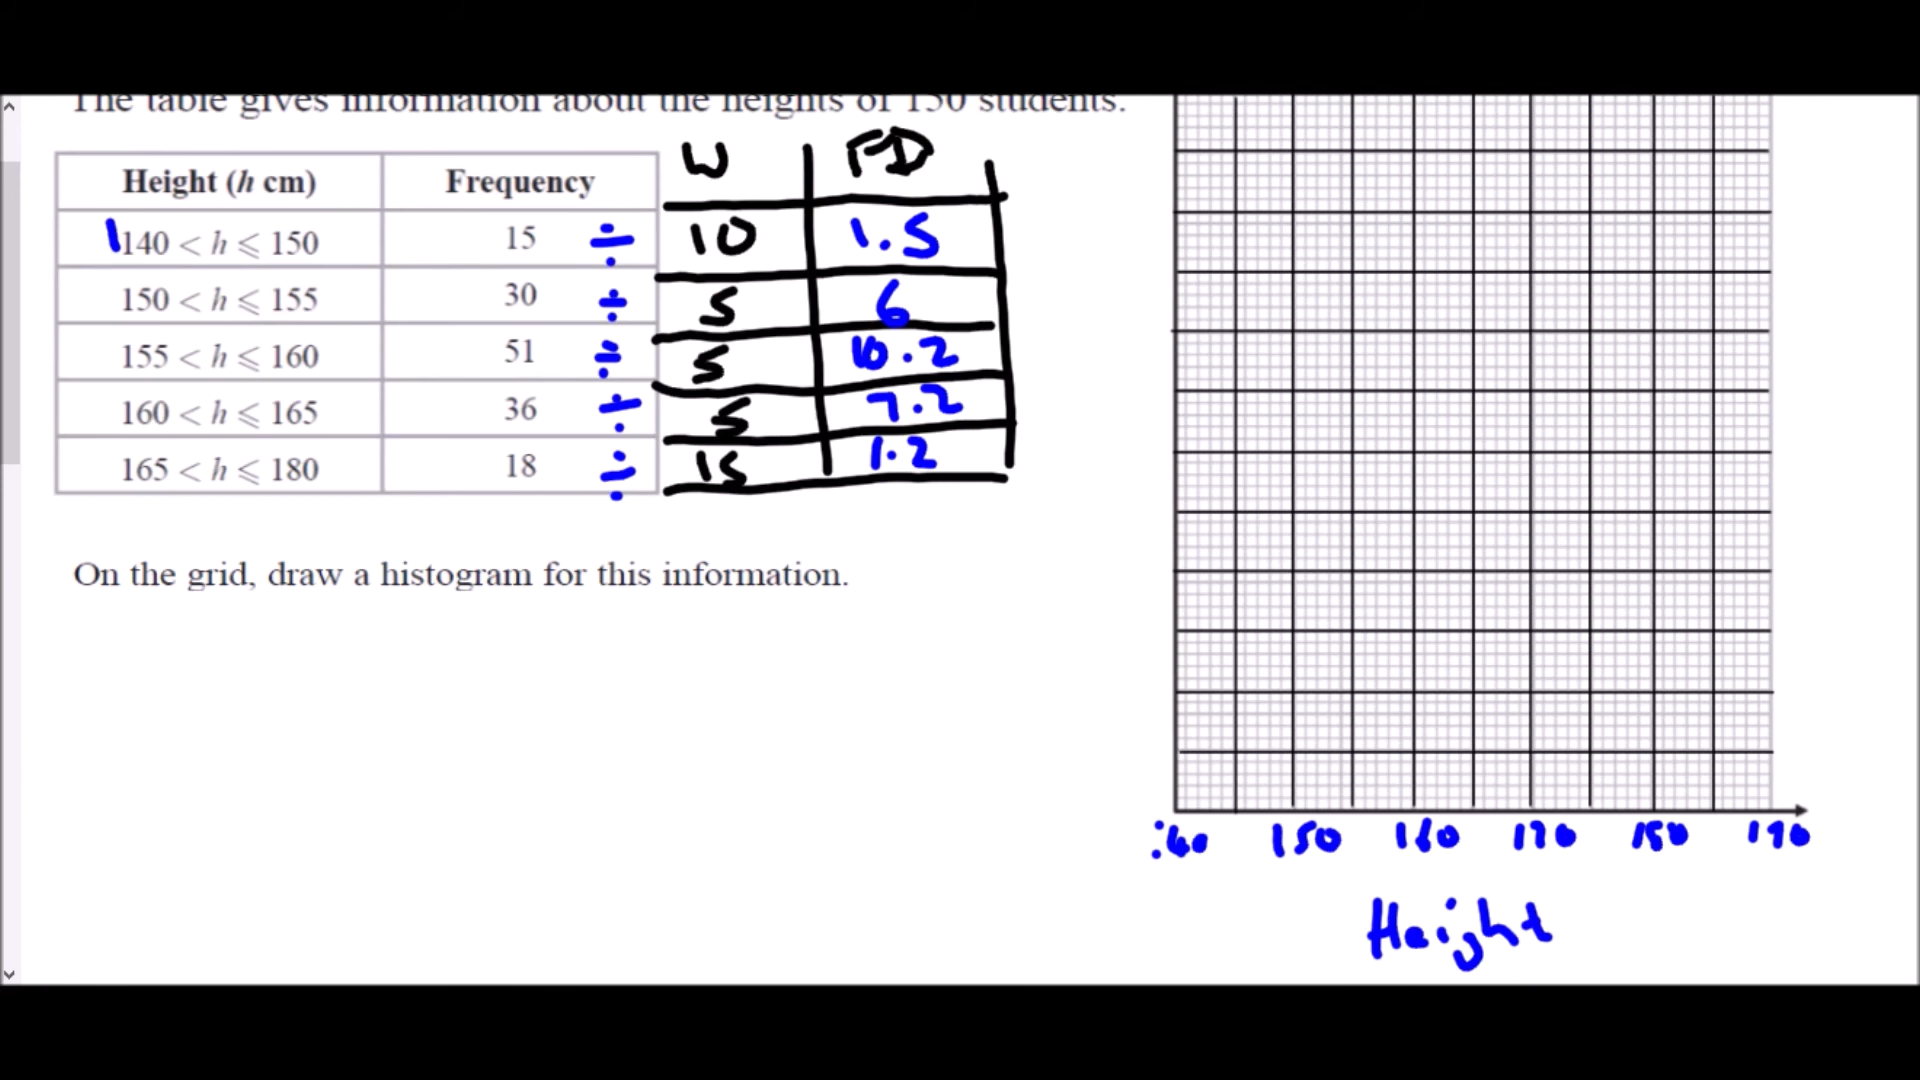 The table gives information about the heights of 150 students.
Height (h cm) Frequency W FD
140 < h ⩽ 150 15 ÷ 10 1.5
150 < h ⩽ 155 30 ÷ 5 6
155 < h ⩽ 160 51 ÷ 5 10.2
160 < h ⩽ 165 36 ÷ 5 7.2
165 < h ⩽ 180 18 ÷ 15 1.2
On the grid, draw a histogram for this information.
140 150 160 170 180 190
Height